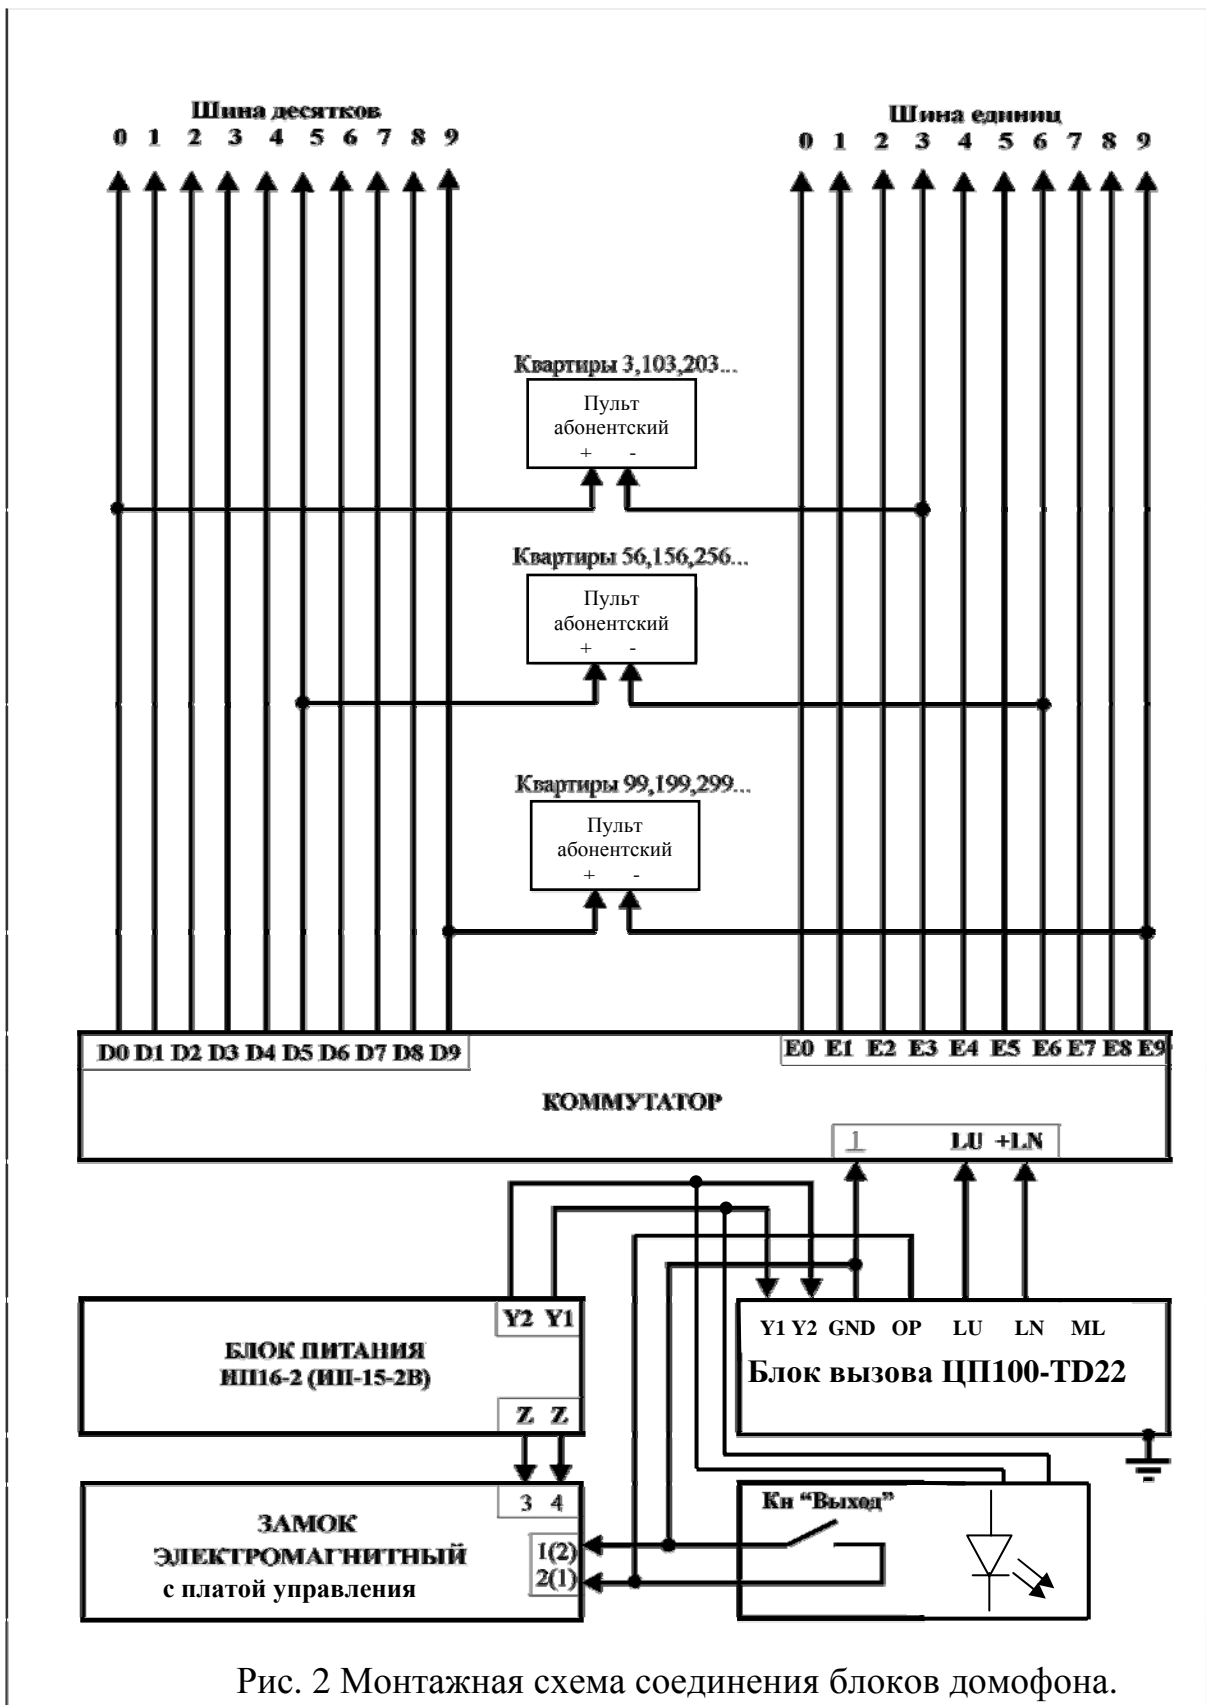 Шина десятков
0 1 2 3 4 5 6 7 8 9
Шина единиц
0 1 2 3 4 5 6 7 8 9
Квартиры 3,103,203...
Пульт
абонентский
+ -
Квартиры 56,156,256...
Пульт
абонентский
+ -
Квартиры 99,199,299...
Пульт
абонентский
+ -
D0 D1 D2 D3 D4 D5 D6 D7 D8 D9
E0 E1 E2 E3 E4 E5 E6 E7 E8 E9
КОММУТАТОР
⊥ LU +LN
Y2 Y1
БЛОК ПИТАНИЯ
ИП16-2 (ИП-15-2В)
Z Z
Y1 Y2 GND OP LU LN ML
Блок вызова ЦП100-TD22
3 4
ЗАМОК
ЭЛЕКТРОМАГНИТНЫЙ
с платой управления
1(2)
2(1)
Кн “Выход”
Рис. 2 Монтажная схема соединения блоков домофона.